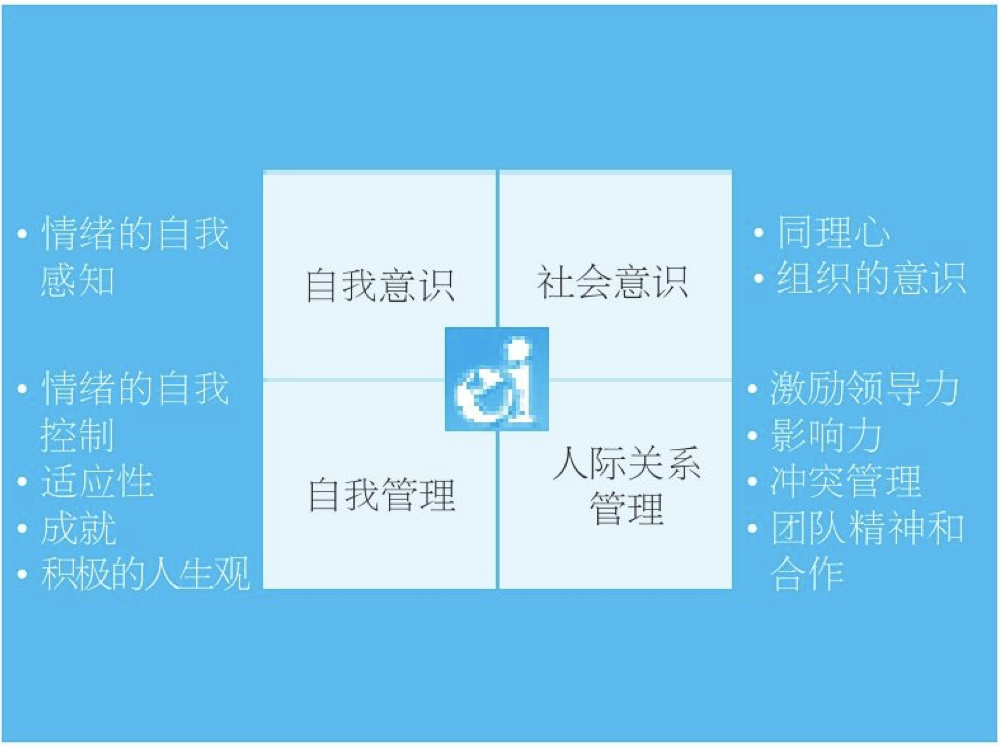 • 情绪的自我
感知
• 情绪的自我
控制
• 适应性
• 成就
• 积极的人生观
自我意识
社会意识
ei
自我管理
人际关系
管理
• 同理心
• 组织的意识
• 激励领导力
• 影响力
• 冲突管理
• 团队精神和
合作